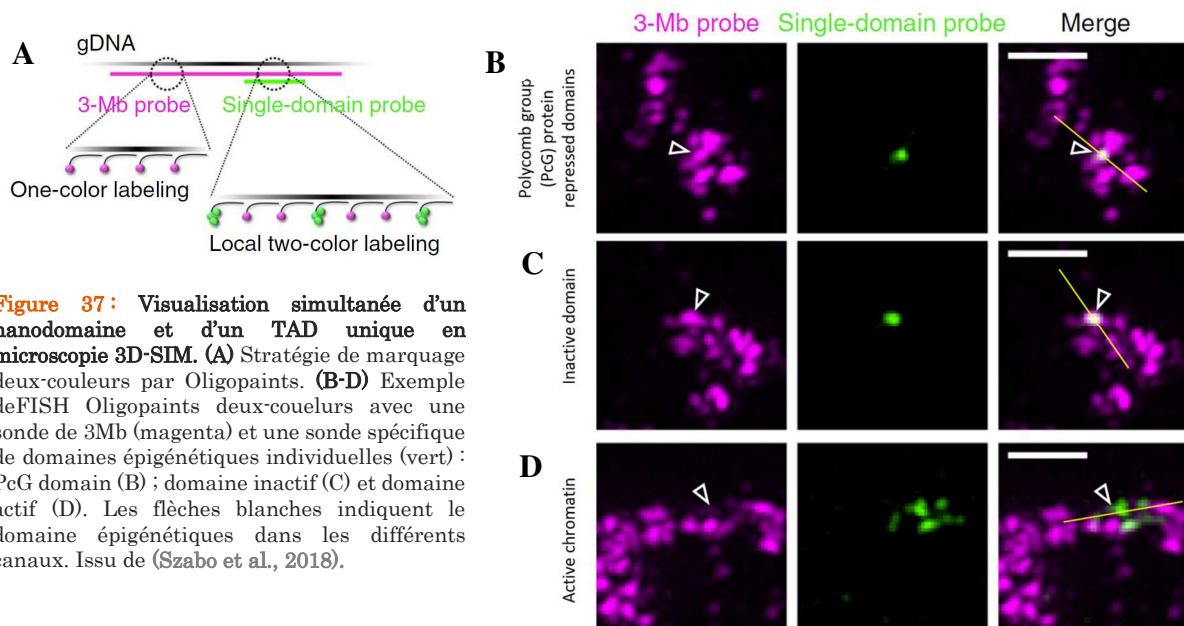 A
gDNA
3-Mb probe
Single-domain probe
One-color labeling
Local two-color labeling
Figure 37 : Visualisation simultanée d'un
nanodomaine et d'un TAD unique en
microscopie 3D-SIM. (A) Stratégie de marquage
deux-couleurs par Oligopaints. (B-D) Exemple
deFISH Oligopaints deux-couelurs avec une
sonde de 3Mb (magenta) et une sonde spécifique
de domaines épigénétiques individuelles (vert) :
PcG domain (B) ; domaine inactif (C) et domaine
actif (D). Les flèches blanches indiquent le
domaine épigénétiques dans les différents
canaux. Issu de (Szabo et al., 2018).
3-Mb probe
Single-domain probe
Merge
B
Polycomb group
(PcG) protein
repressed domains
C
Inactive domain
D
Active chromatin